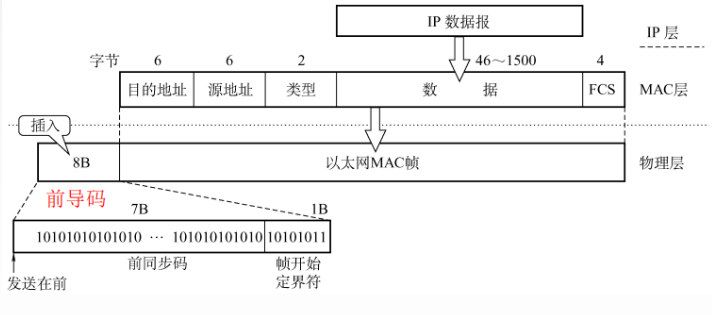 IP 数据报
IP 层
字节 6 6 2 46～1500 4
目的地址 源地址 类型 数 据 FCS MAC层
插入
8B 以太网MAC帧 物理层
前导码
7B 1B
10101010101010 ··· 101010101010 10101011
前同步码 帧开始
定界符
发送在前